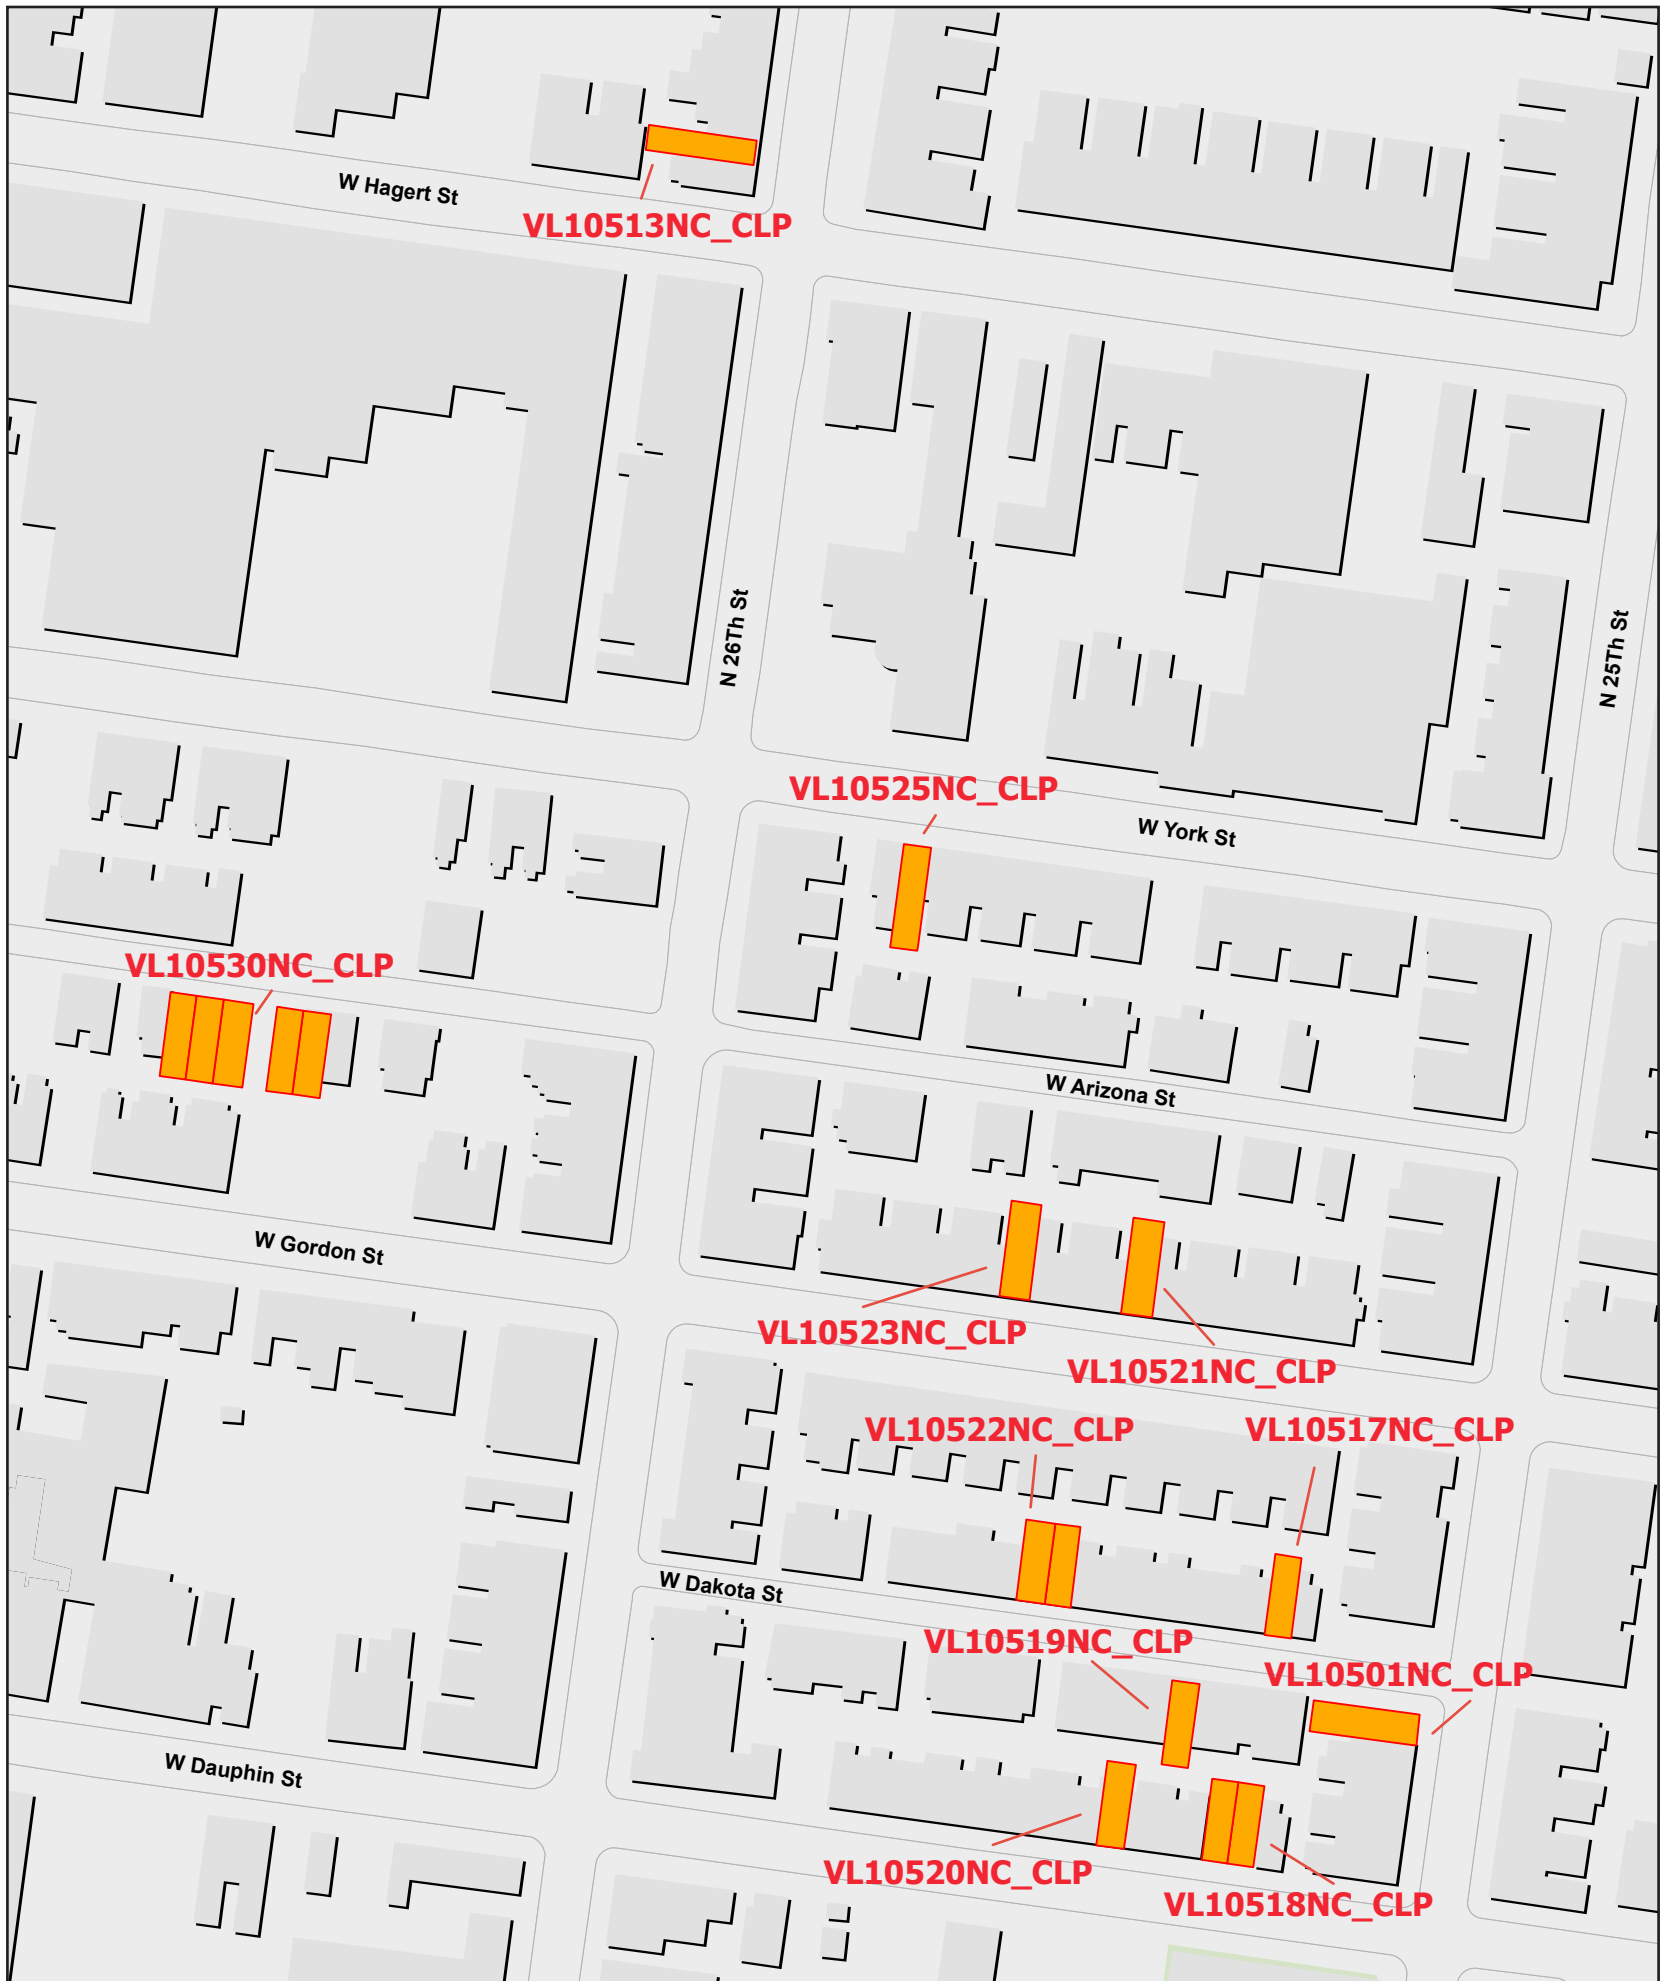 W Hagert St
VL10513NC_CLP
N 26Th St
N 25Th St
VL10525NC_CLP
W York St
VL10530NC_CLP
W Arizona St
W Gordon St
VL10523NC_CLP
VL10521NC_CLP
VL10522NC_CLP
VL10517NC_CLP
W Dakota St
VL10519NC_CLP
VL10501NC_CLP
W Dauphin St
VL10520NC_CLP
VL10518NC_CLP